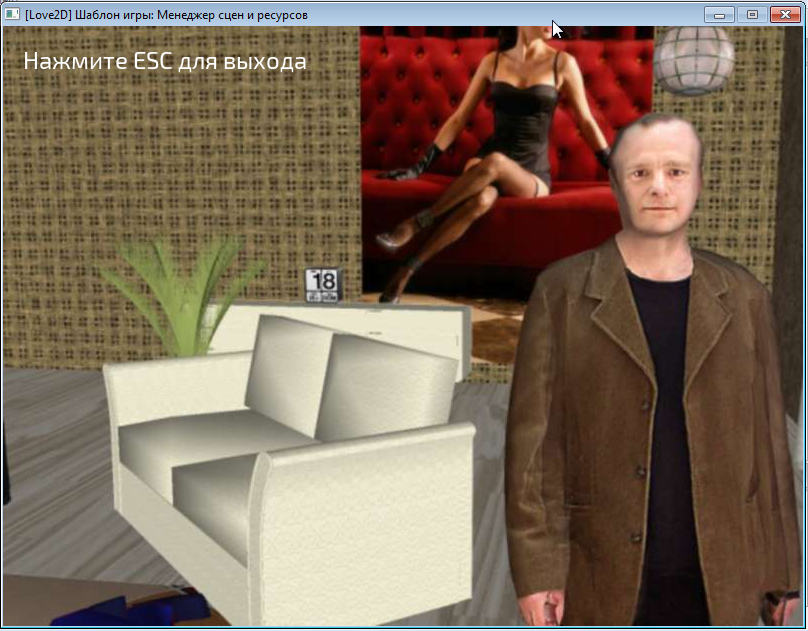 [Love2D] Шаблон игры: Менеджер сцен и ресурсов
Нажмите ESC для выхода
18